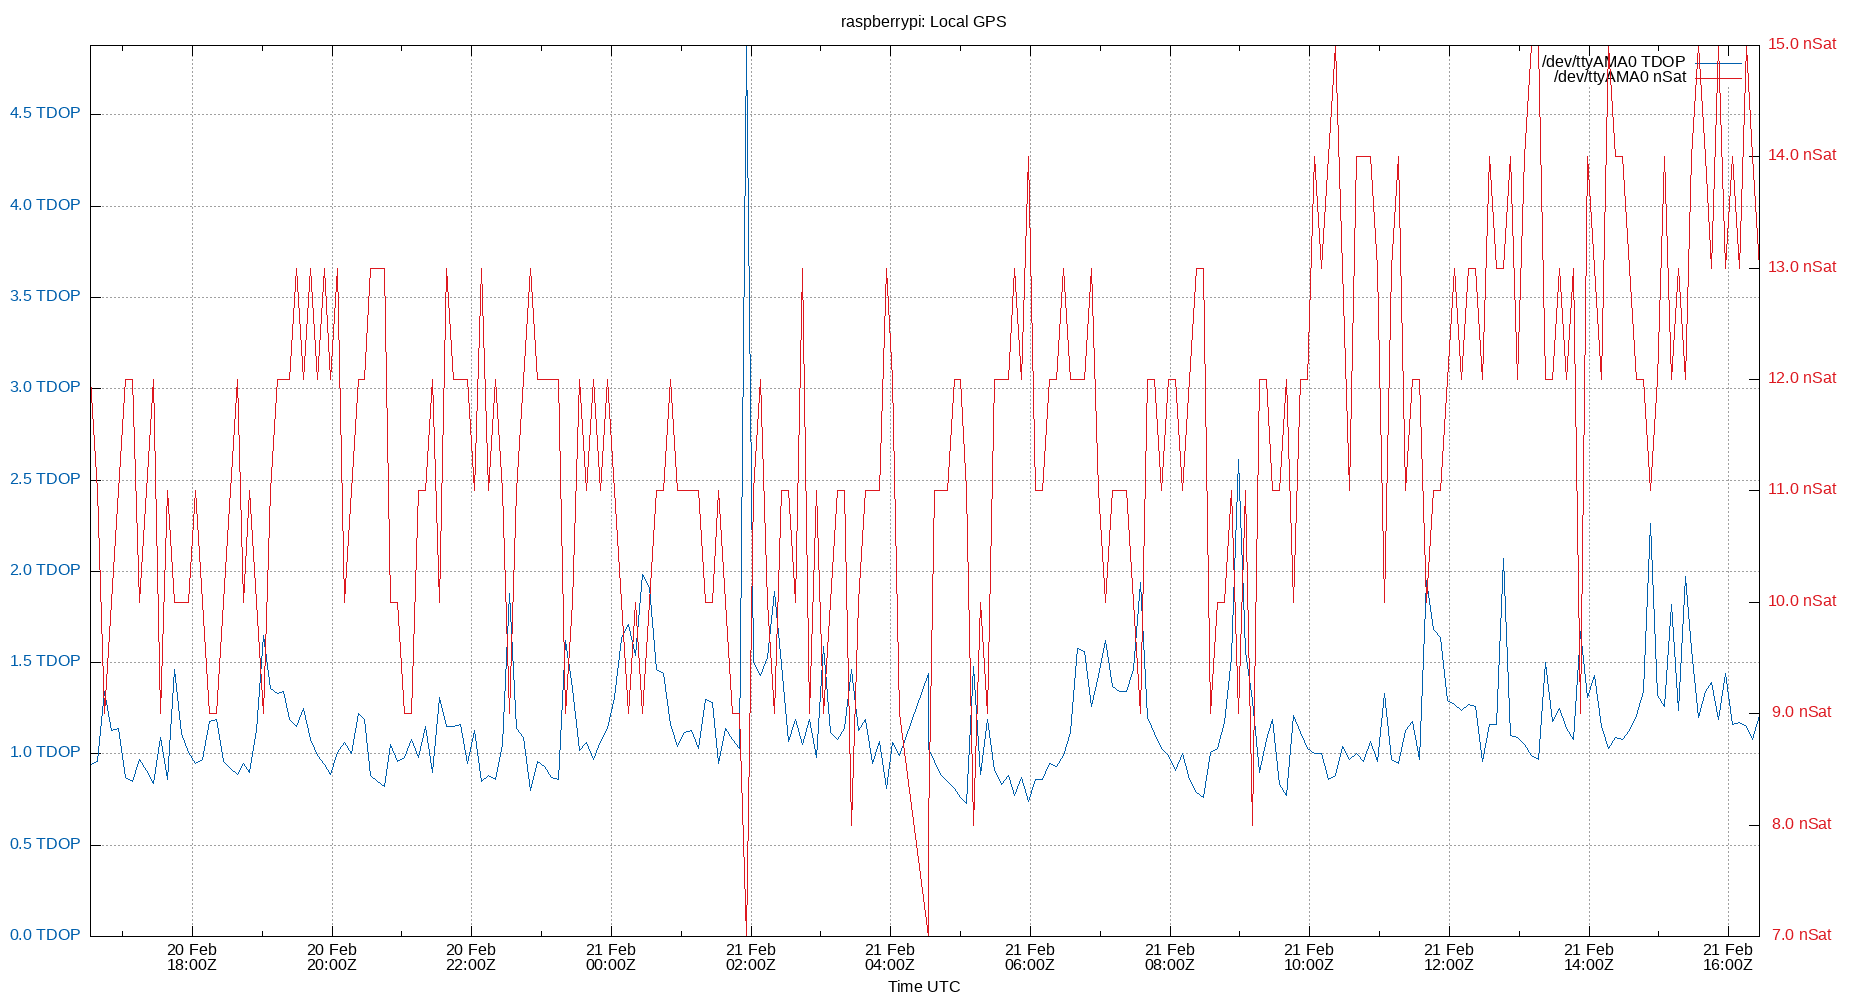 raspberrypi: Local GPS
15.0 nSat
/dev/ttyAMA0 TDOP
/dev/ttyAMA0 nSat
4.5 TDOP
14.0 nSat
4.0 TDOP
13.0 nSat
3.5 TDOP
12.0 nSat
3.0 TDOP
2.5 TDOP
11.0 nSat
2.0 TDOP
10.0 nSat
1.5 TDOP
9.0 nSat
1.0 TDOP
8.0 nSat
0.5 TDOP
0.0 TDOP
7.0 nSat
20 Feb 20 Feb 20 Feb 21 Feb 21 Feb 21 Feb 21 Feb 21 Feb 21 Feb 21 Feb 21 Feb 21 Feb
18:00Z 20:00Z 22:00Z 00:00Z 02:00Z 04:00Z 06:00Z 08:00Z 10:00Z 12:00Z 14:00Z 16:00Z
Time UTC